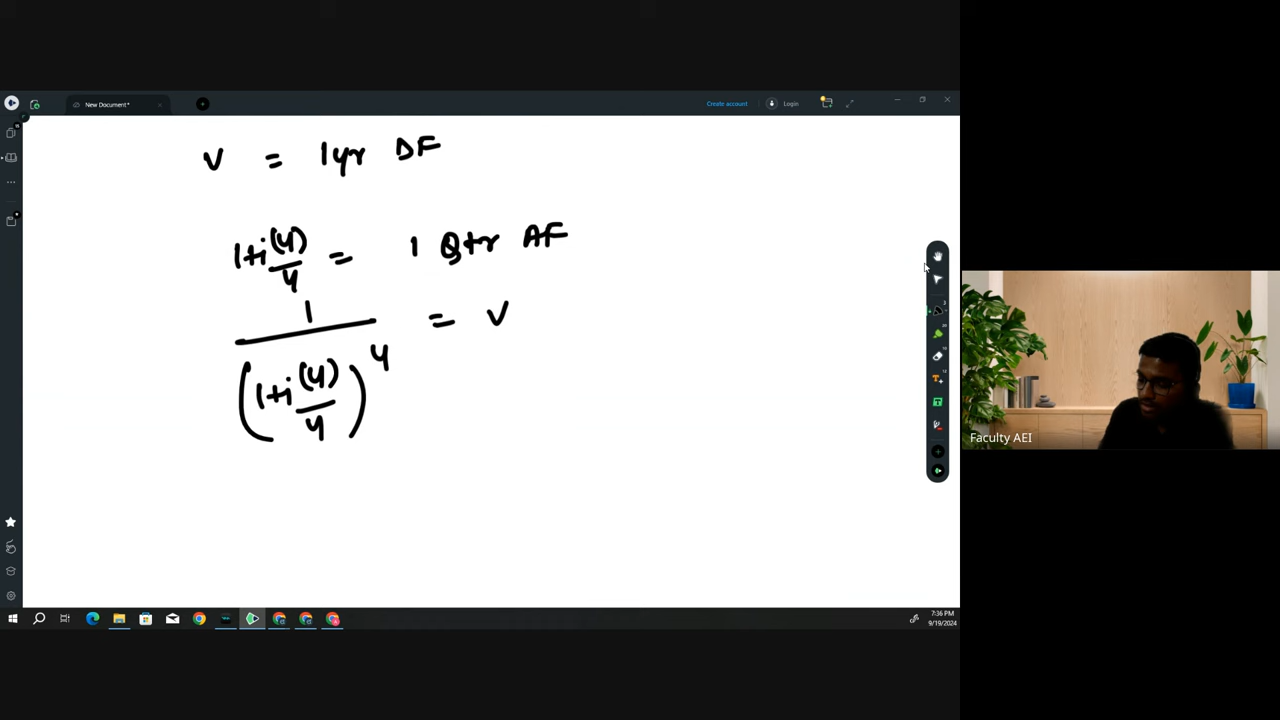 New Document*
Create account
Login
v = 1yr DF
1+i(4)/4 = 1 Qtr AF
1/(1+i(4)/4)^4 = v
Faculty AEI
7:36 PM
9/19/2024